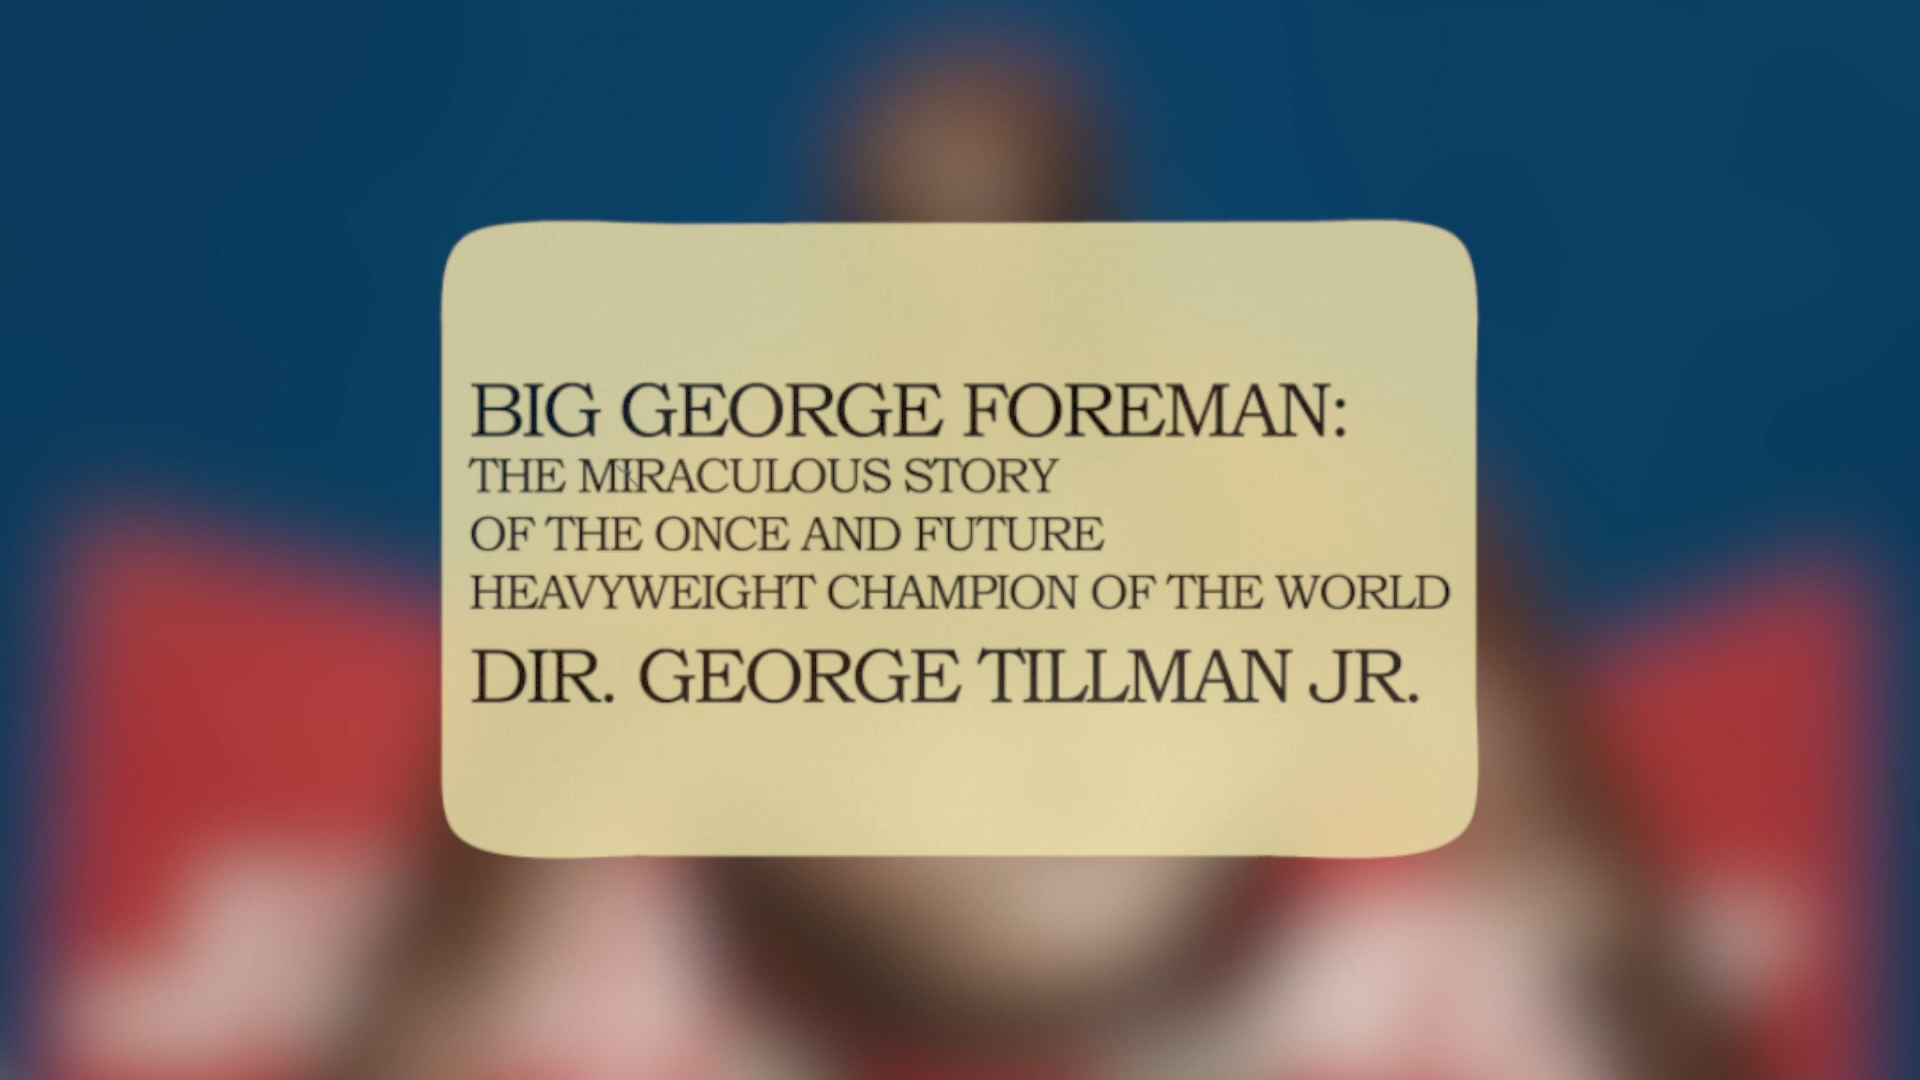 BIG GEORGE FOREMAN:
THE MIRACULOUS STORY
OF THE ONCE AND FUTURE
HEAVYWEIGHT CHAMPION OF THE WORLD
DIR. GEORGE TILLMAN JR.